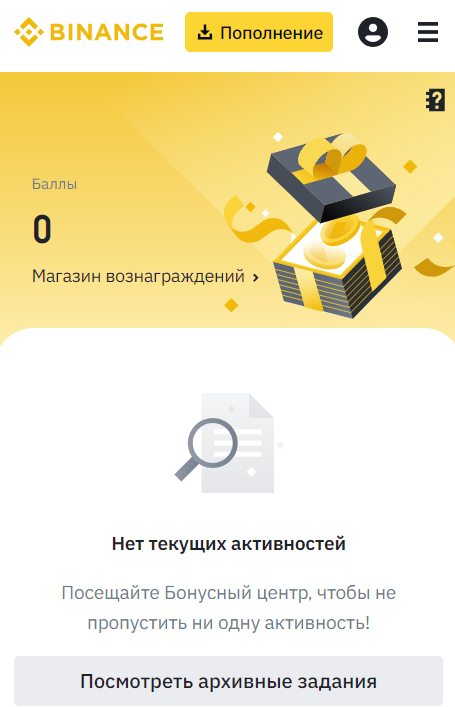 BINANCE
Пополнение
Баллы
0
Магазин вознаграждений
Нет текущих активностей
Посещайте Бонусный центр, чтобы не
пропустить ни одну активность!
Посмотреть архивные задания